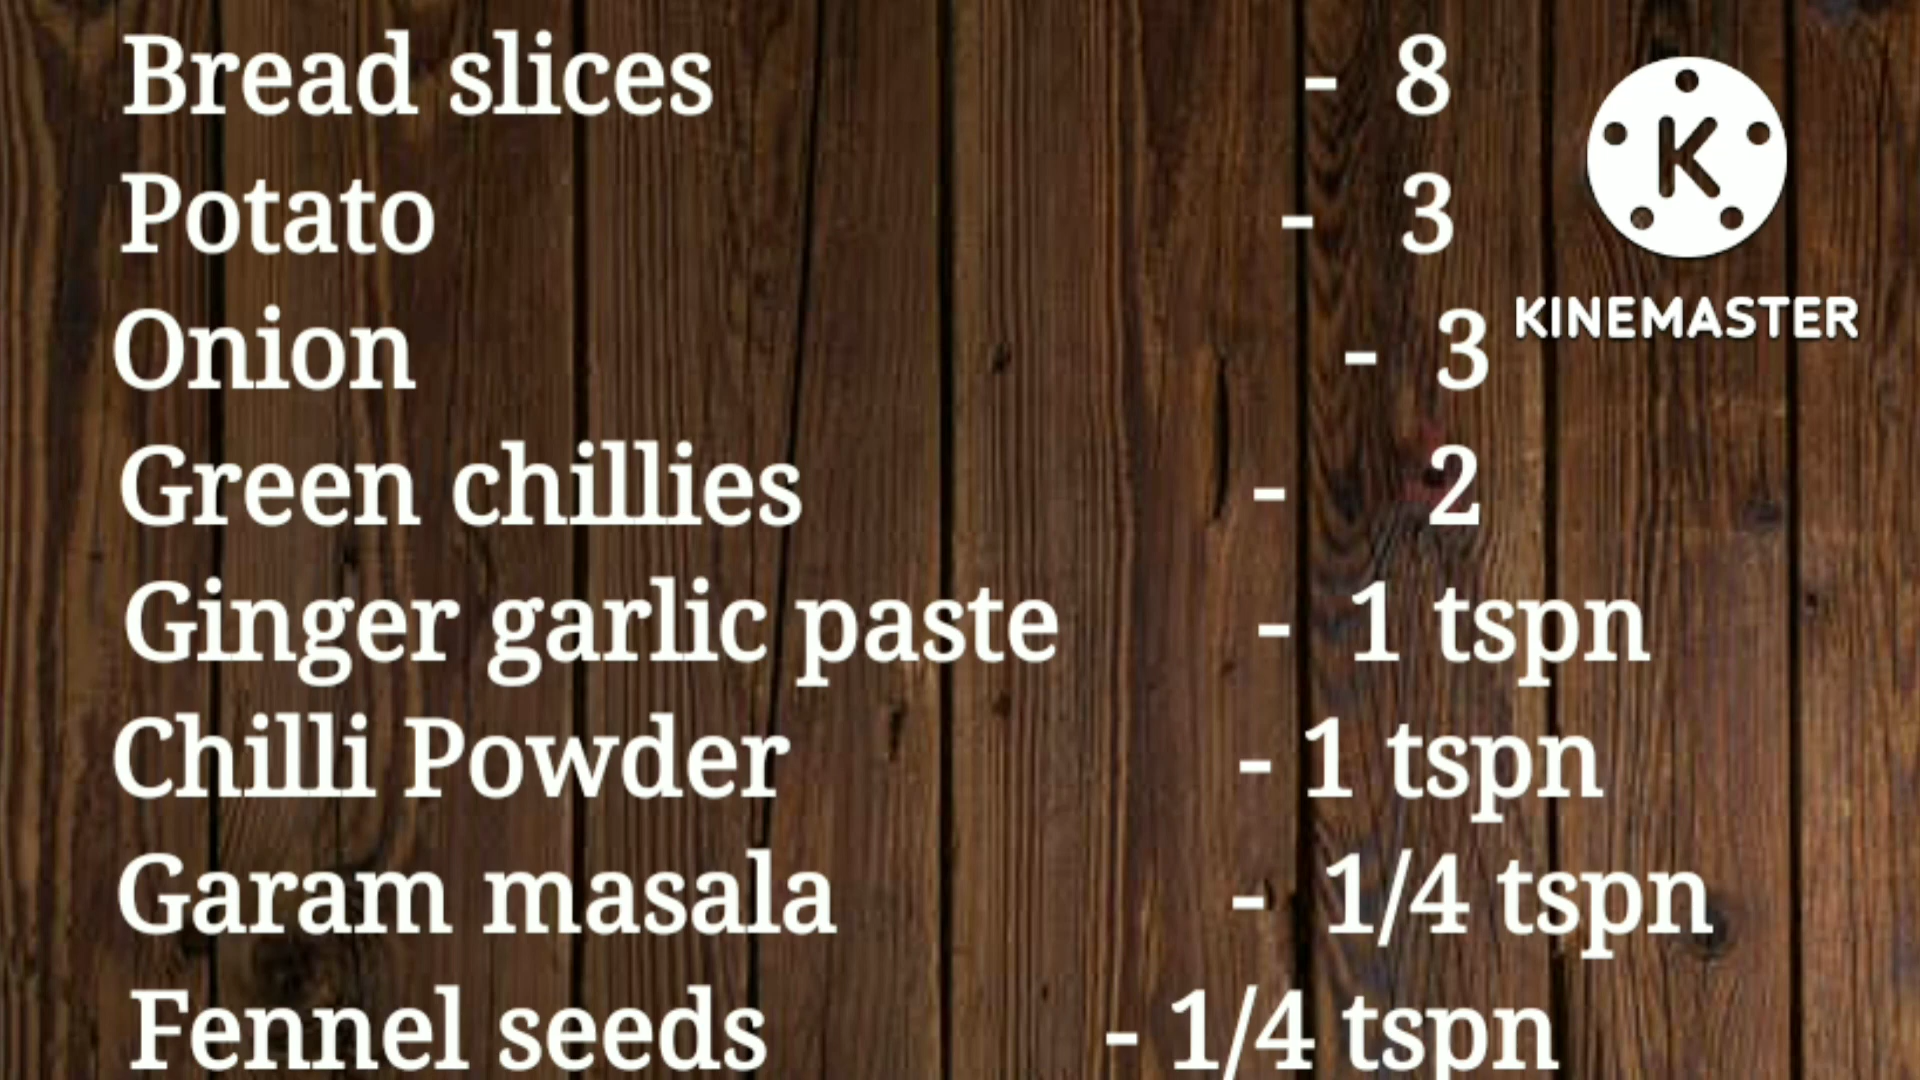 Bread slices - 8
Potato - 3
Onion - 3
Green chillies - 2
Ginger garlic paste - 1 tspn
Chilli Powder - 1 tspn
Garam masala - 1/4 tspn
Fennel seeds - 1/4 tspn
K
KINEMASTER